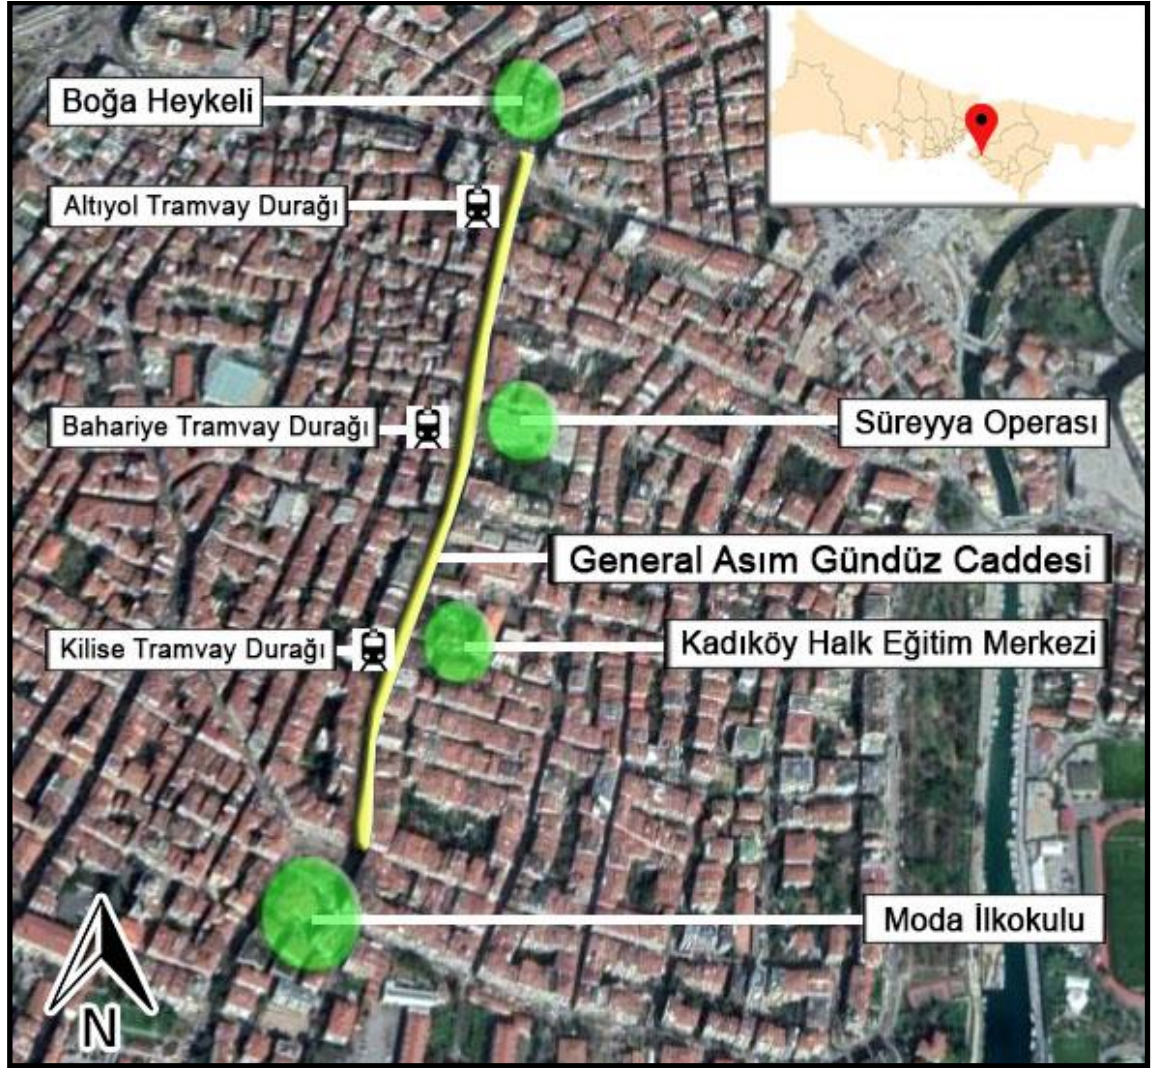 Boğa Heykeli
Altıyol Tramvay Durağı
Bahariye Tramvay Durağı
Süreyya Operası
General Asım Gündüz Caddesi
Kilise Tramvay Durağı
Kadıköy Halk Eğitim Merkezi
Moda İlkokulu
N